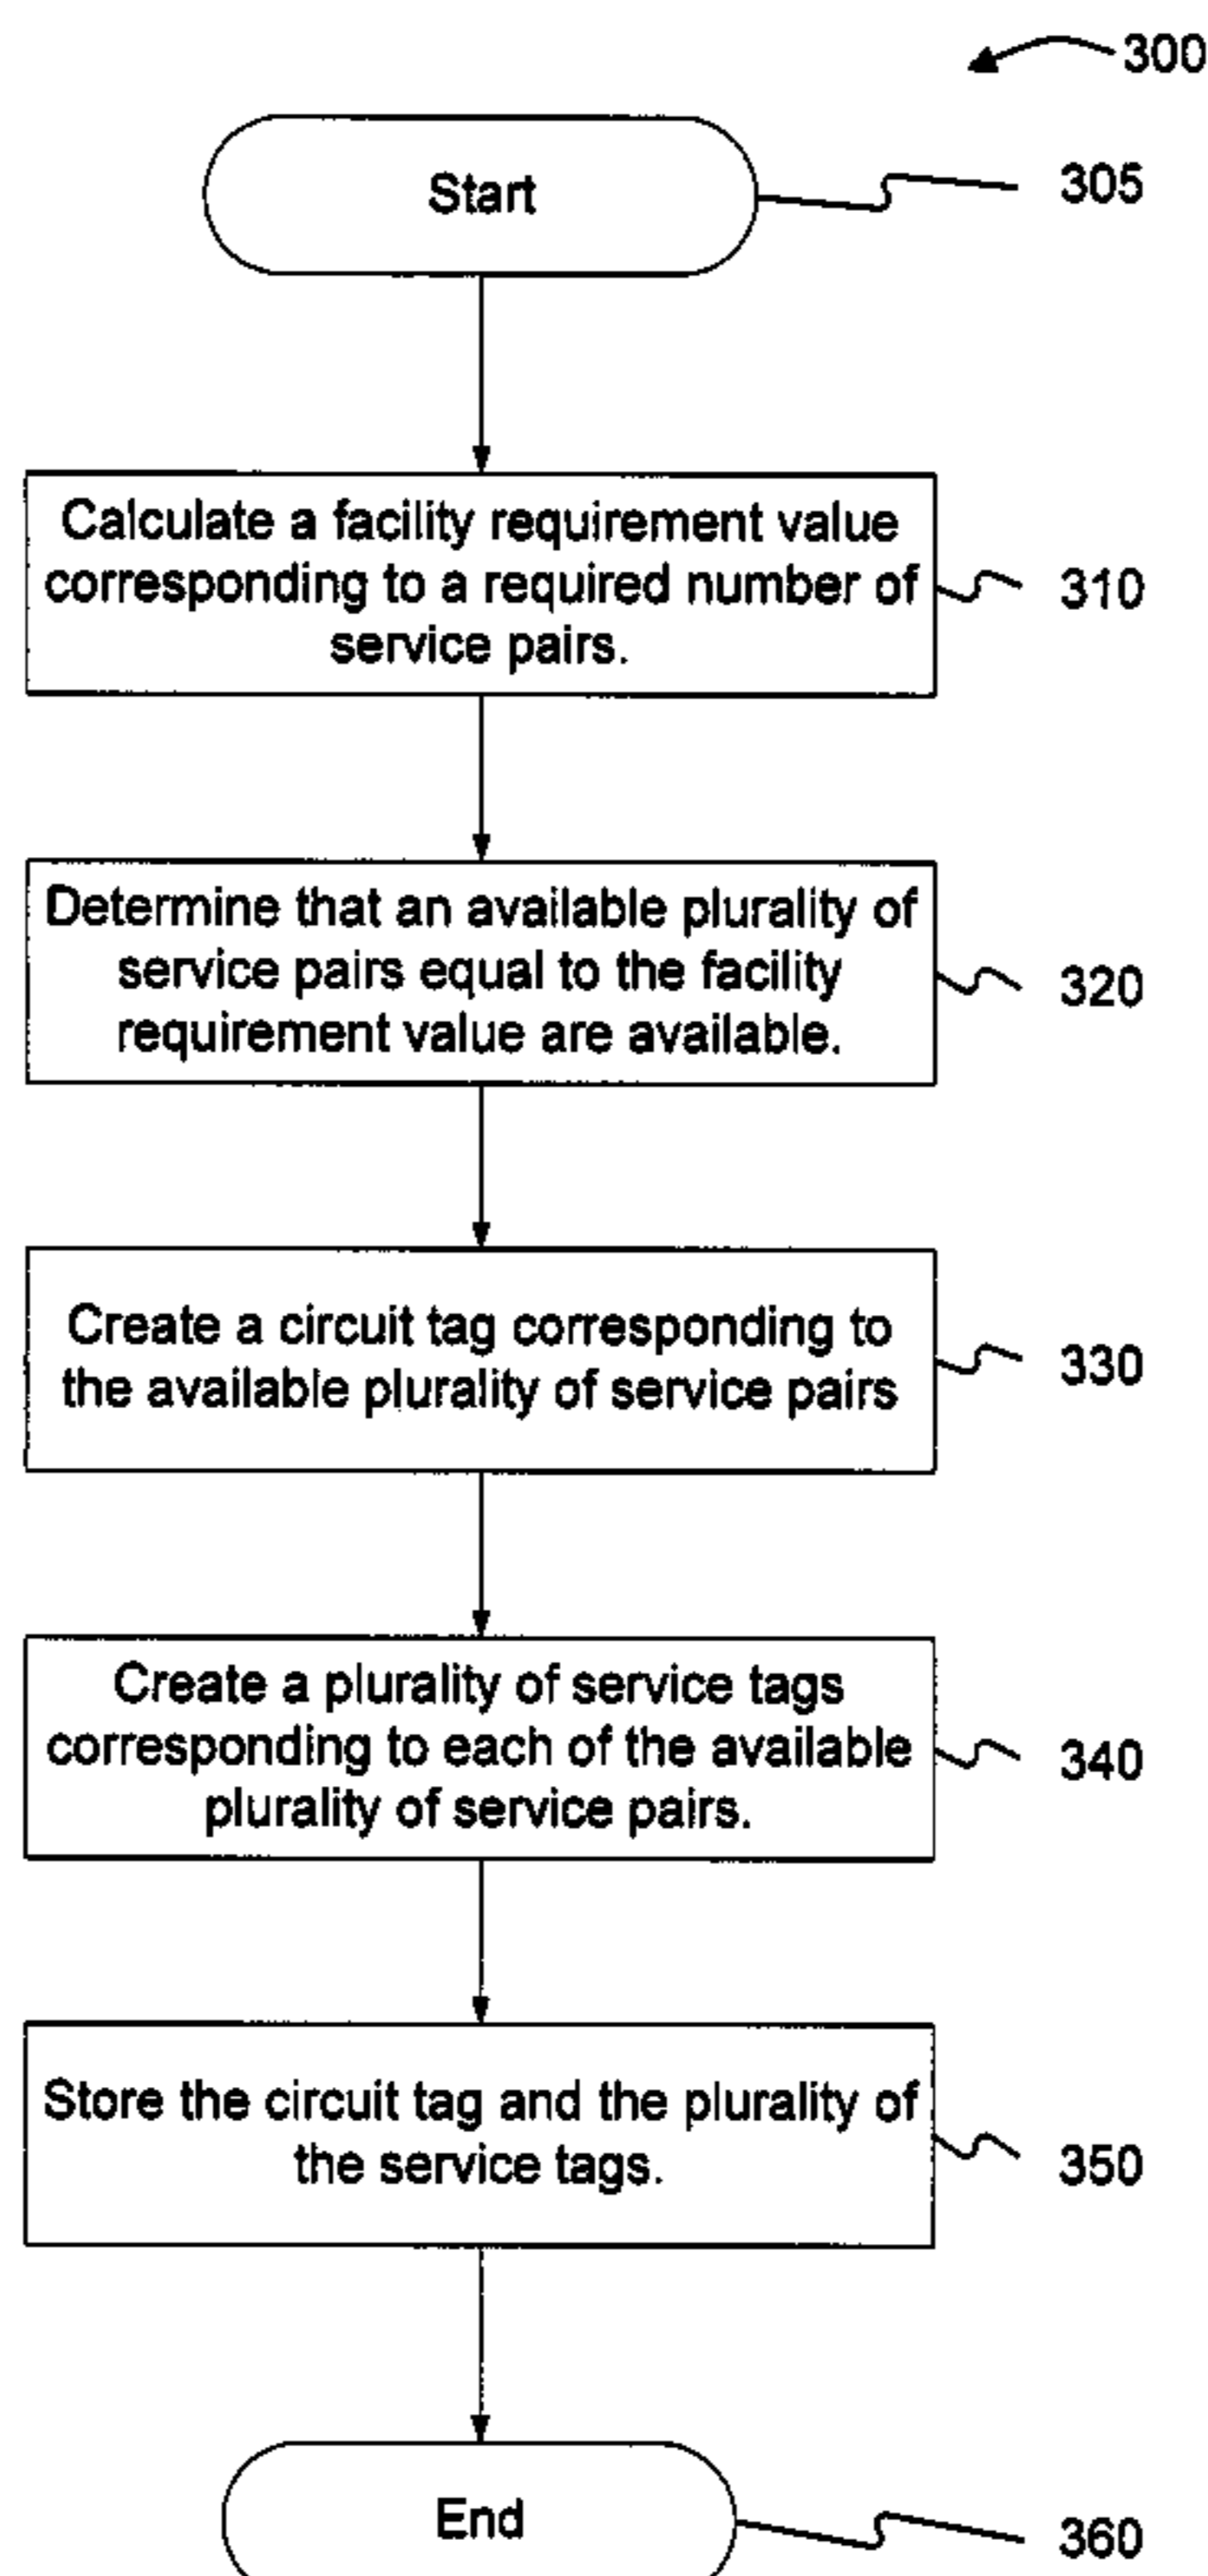 300
Start
305
Calculate a facility requirement value
corresponding to a required number of
service pairs.
310
Determine that an available plurality of
service pairs equal to the facility
requirement value are available.
320
Create a circuit tag corresponding to
the available plurality of service pairs
330
Create a plurality of service tags
corresponding to each of the available
plurality of service pairs.
340
Store the circuit tag and the plurality of
the service tags.
350
End
360